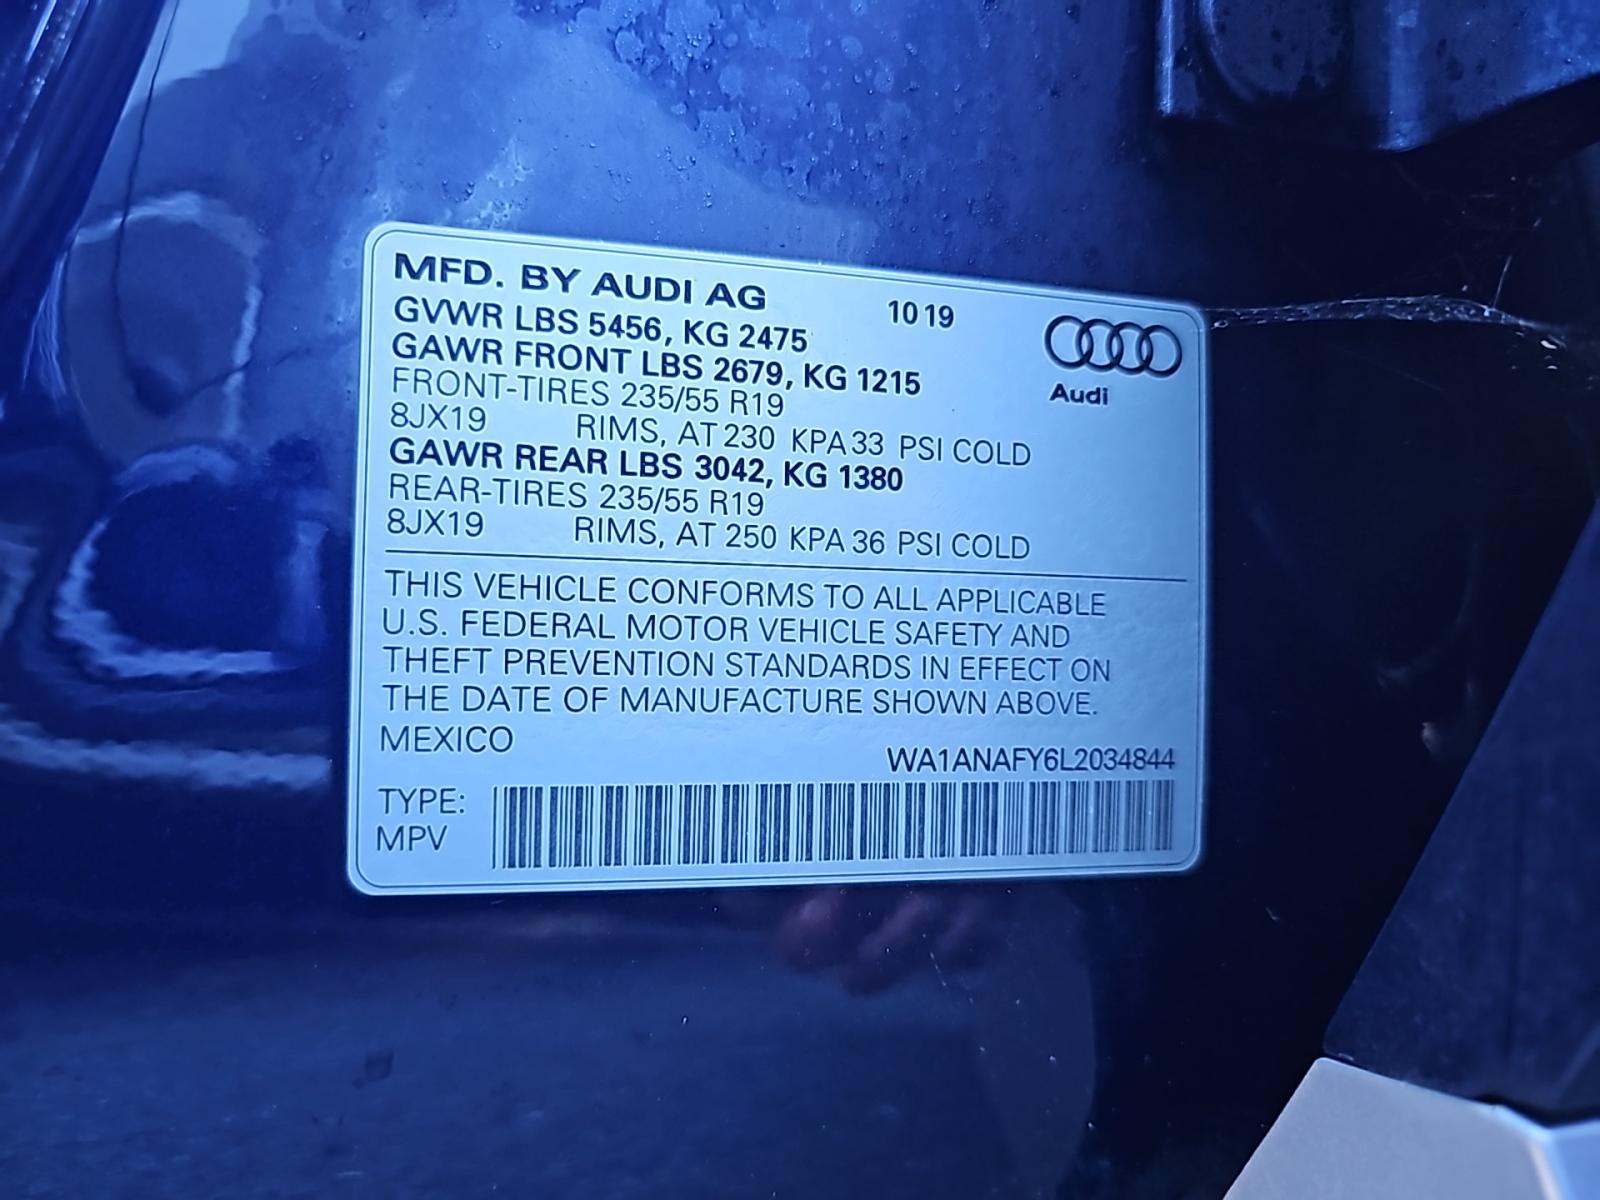 MFD. BY AUDI AG 10 19
GVWR LBS 5456, KG 2475
GAWR FRONT LBS 2679, KG 1215
Audi
FRONT-TIRES 235/55 R19
8JX19 RIMS, AT 230 KPA 33 PSI COLD
GAWR REAR LBS 3042, KG 1380
REAR-TIRES 235/55 R19
8JX19 RIMS, AT 250 KPA 36 PSI COLD
THIS VEHICLE CONFORMS TO ALL APPLICABLE
U.S. FEDERAL MOTOR VEHICLE SAFETY AND
THEFT PREVENTION STANDARDS IN EFFECT ON
THE DATE OF MANUFACTURE SHOWN ABOVE.
MEXICO
WA1ANAFY6L2034844
TYPE:
MPV